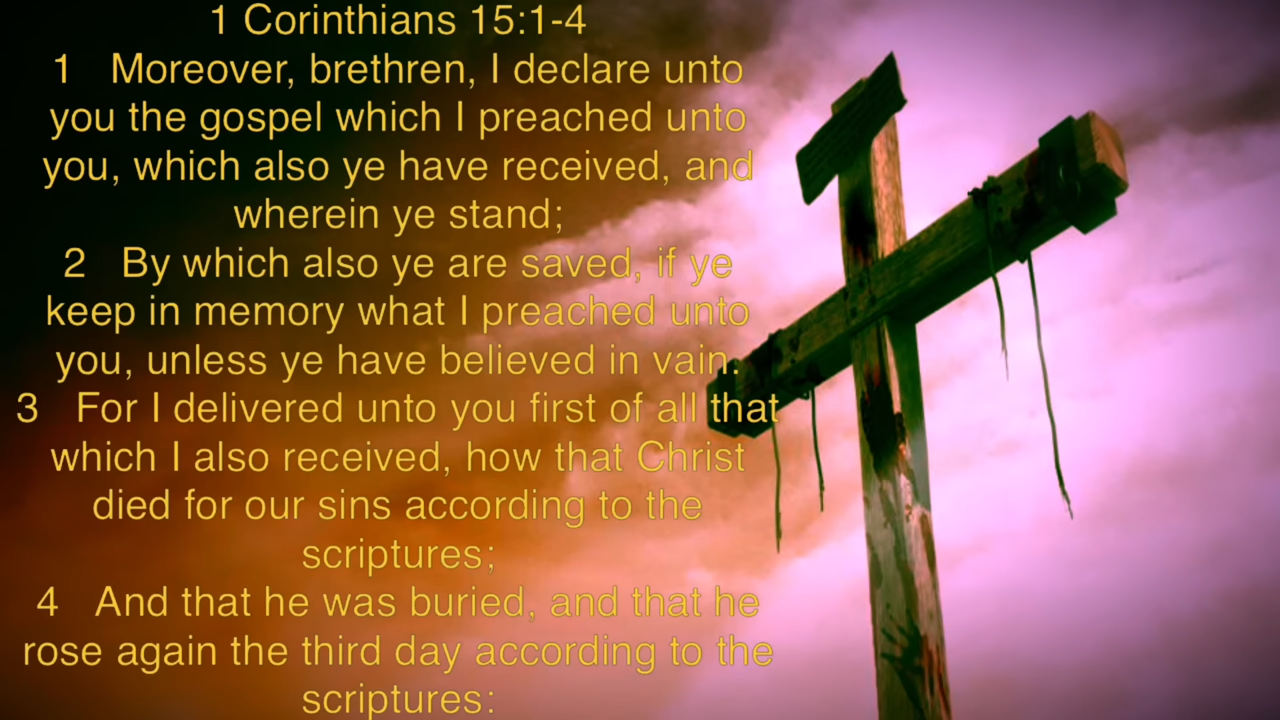 1 Corinthians 15:1-4
1 Moreover, brethren, I declare unto
you the gospel which I preached unto
you, which also ye have received, and
wherein ye stand;
2 By which also ye are saved, if ye
keep in memory what I preached unto
you, unless ye have believed in vain.
3 For I delivered unto you first of all that
which I also received, how that Christ
died for our sins according to the
scriptures;
4 And that he was buried, and that he
rose again the third day according to the
scriptures: